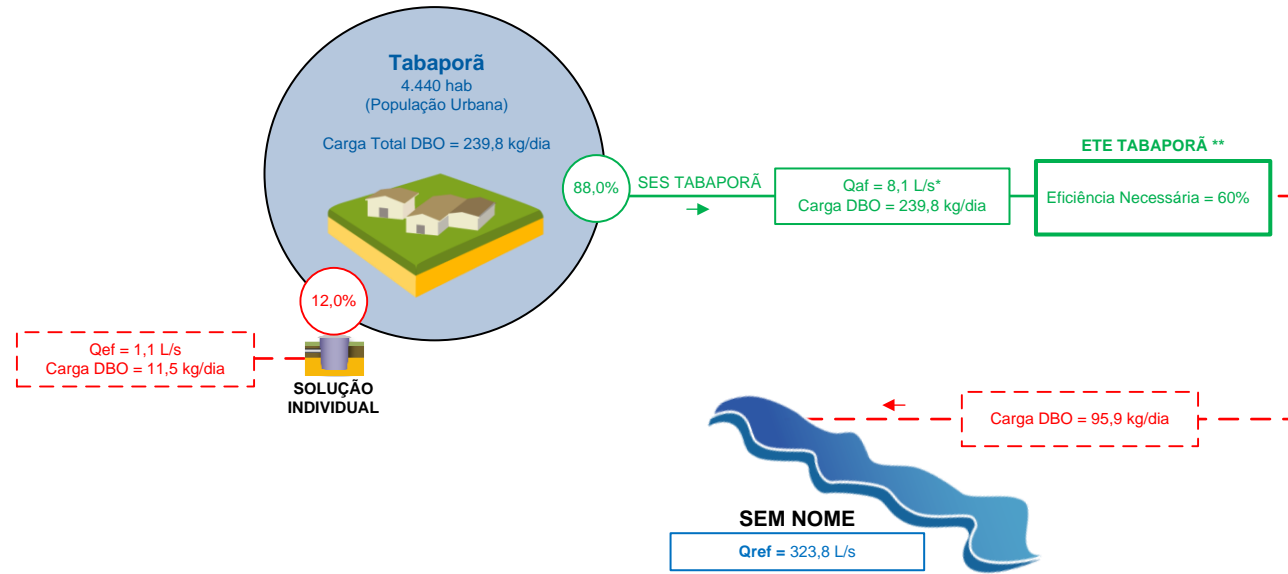 Tabaporã
4.440 hab
(População Urbana)
Carga Total DBO = 239,8 kg/dia
88,0%
SES TABAPORÃ
Qaf = 8,1 L/s*
Carga DBO = 239,8 kg/dia
ETE TABAPORÃ **
Eficiência Necessária = 60%
12,0%
Qef = 1,1 L/s
Carga DBO = 11,5 kg/dia
SOLUÇÃO
INDIVIDUAL
Carga DBO = 95,9 kg/dia
SEM NOME
Qref = 323,8 L/s